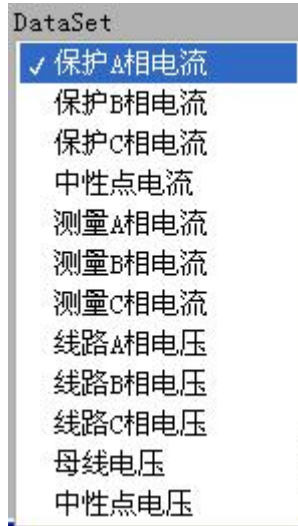 DataSet
✓ 保护A相电流
保护B相电流
保护C相电流
中性点电流
测量A相电流
测量B相电流
测量C相电流
线路A相电压
线路B相电压
线路C相电压
母线电压
中性点电压